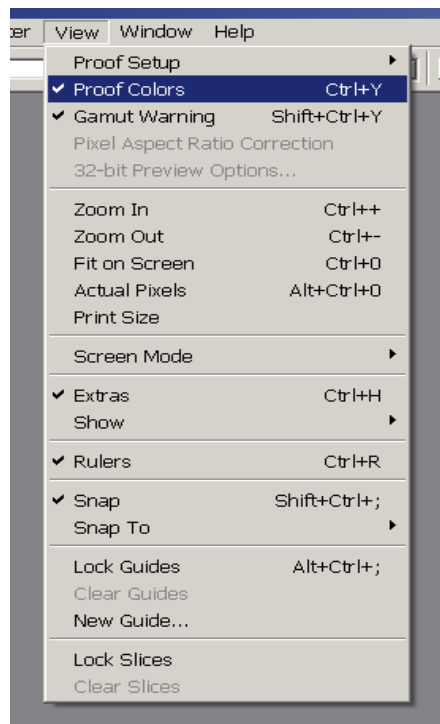 er View Window Help
Proof Setup
Proof Colors Ctrl+Y
Gamut Warning Shift+Ctrl+Y
Pixel Aspect Ratio Correction
32-bit Preview Options...
Zoom In Ctrl++
Zoom Out Ctrl+-
Fit on Screen Ctrl+0
Actual Pixels Alt+Ctrl+0
Print Size
Screen Mode
Extras Ctrl+H
Show
Rulers Ctrl+R
Snap Shift+Ctrl+;
Snap To
Lock Guides Alt+Ctrl+;
Clear Guides
New Guide...
Lock Slices
Clear Slices